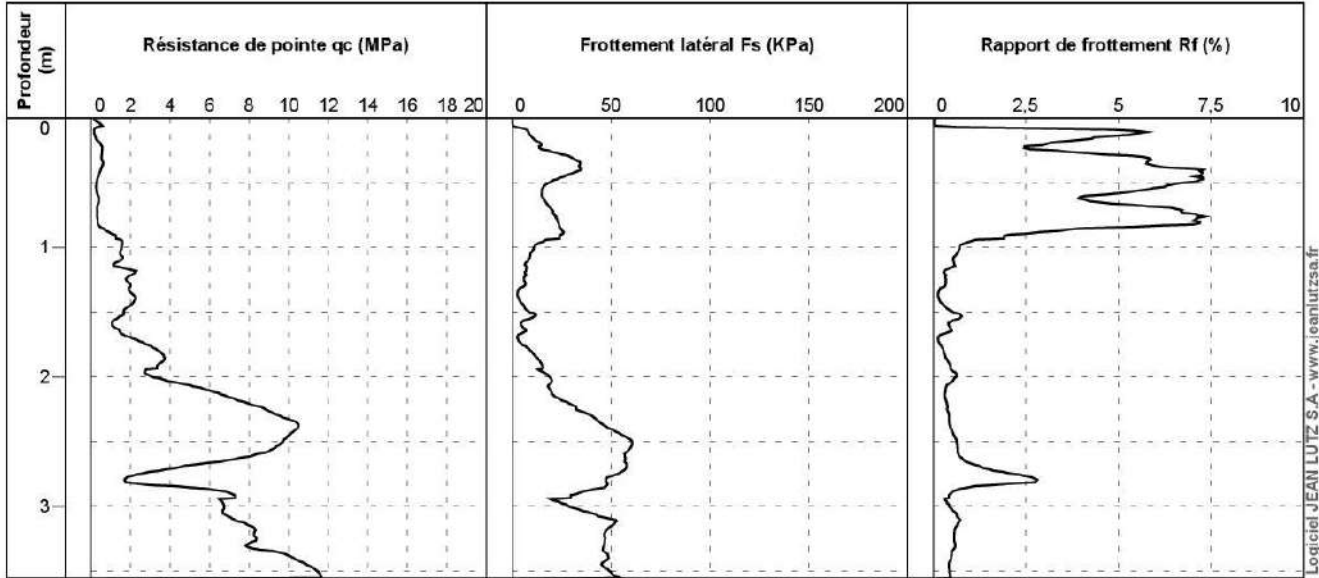 Profondeur (m)
Résistance de pointe qc (MPa)
Frottement latéral Fs (KPa)
Rapport de frottement Rf (%)
0 2 4 6 8 10 12 14 16 18 20
0 50 100 150 200
0 2,5 5 7,5 10
0
1
2
3
Logiciel JEAN LUTZ S.A - www.jeanlutzsa.fr